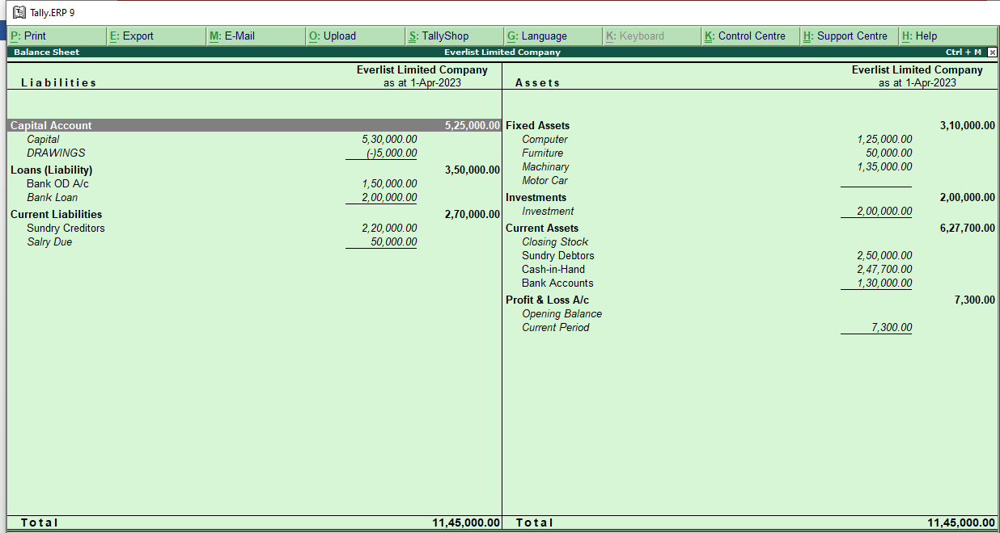 Tally.ERP 9
P: Print E: Export M: E-Mail O: Upload S: TallyShop G: Language K: Keyboard K: Control Centre H: Support Centre H: Help
Balance Sheet Everlist Limited Company Ctrl + M
Liabilities
Everlist Limited Company
as at 1-Apr-2023
Capital Account 5,25,000.00
Capital 5,30,000.00
DRAWINGS (-)5,000.00
Loans (Liability) 3,50,000.00
Bank OD A/c 1,50,000.00
Bank Loan 2,00,000.00
Current Liabilities 2,70,000.00
Sundry Creditors 2,20,000.00
Salry Due 50,000.00
Total 11,45,000.00
Assets
Everlist Limited Company
as at 1-Apr-2023
Fixed Assets 3,10,000.00
Computer 1,25,000.00
Furniture 50,000.00
Machinary 1,35,000.00
Motor Car
Investments 2,00,000.00
Investment 2,00,000.00
Current Assets 6,27,700.00
Closing Stock
Sundry Debtors 2,50,000.00
Cash-in-Hand 2,47,700.00
Bank Accounts 1,30,000.00
Profit & Loss A/c 7,300.00
Opening Balance
Current Period 7,300.00
Total 11,45,000.00